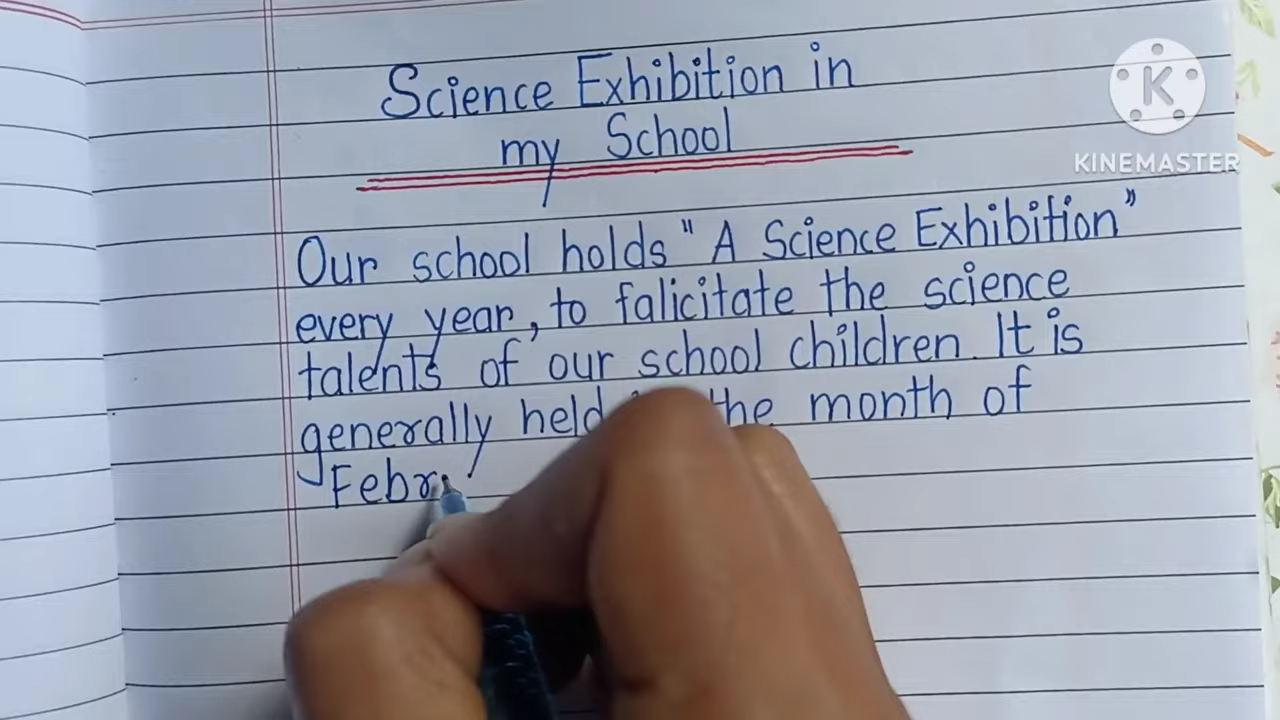 Science Exhibition in
my School
Our school holds "A Science Exhibition"
every year, to falicitate the science
talents of our school children. It is
generally held the month of
Febr
K
KINEMASTER